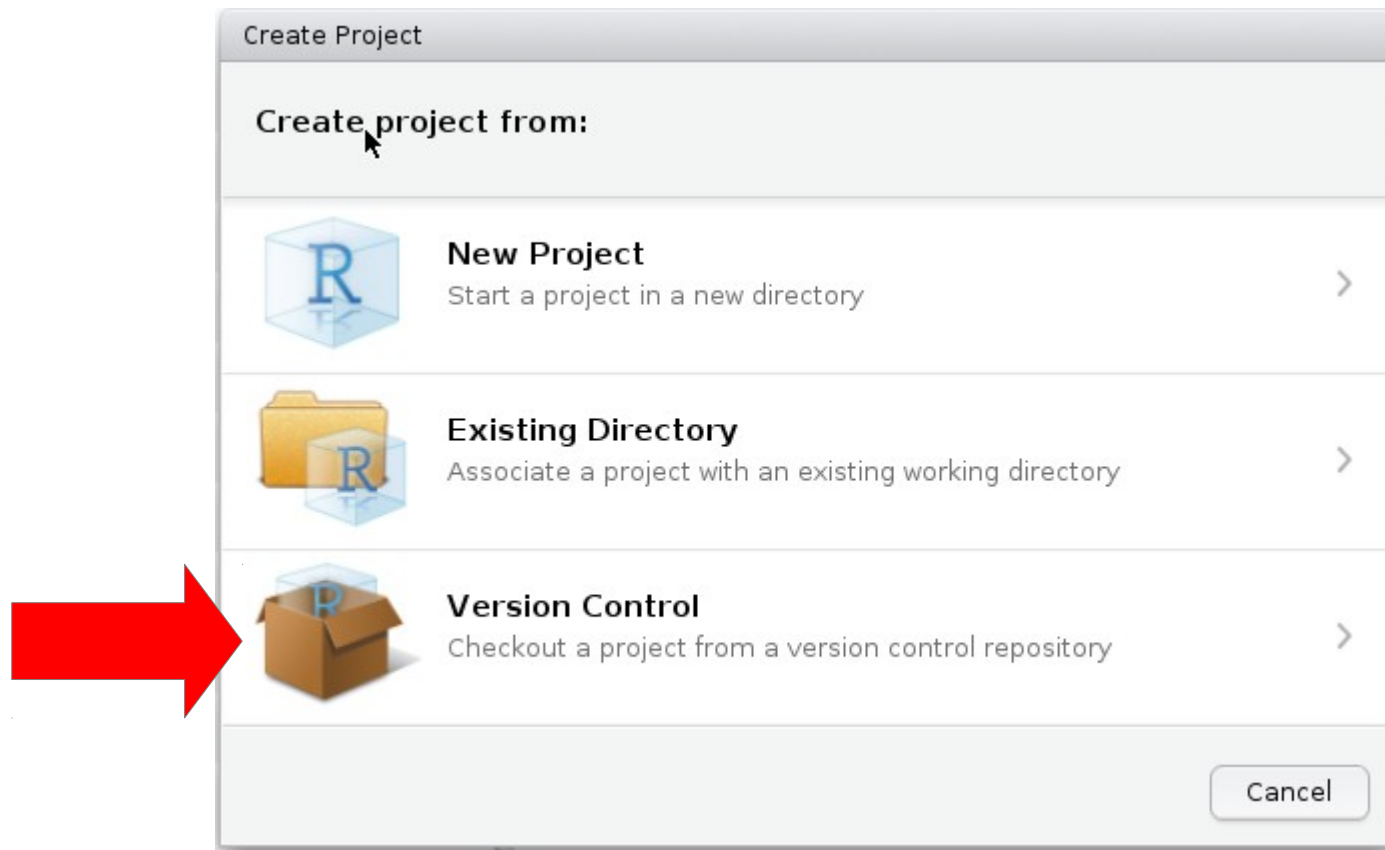 Create Project
Create project from:
R
New Project
Start a project in a new directory
R
Existing Directory
Associate a project with an existing working directory
R
Version Control
Checkout a project from a version control repository
Cancel